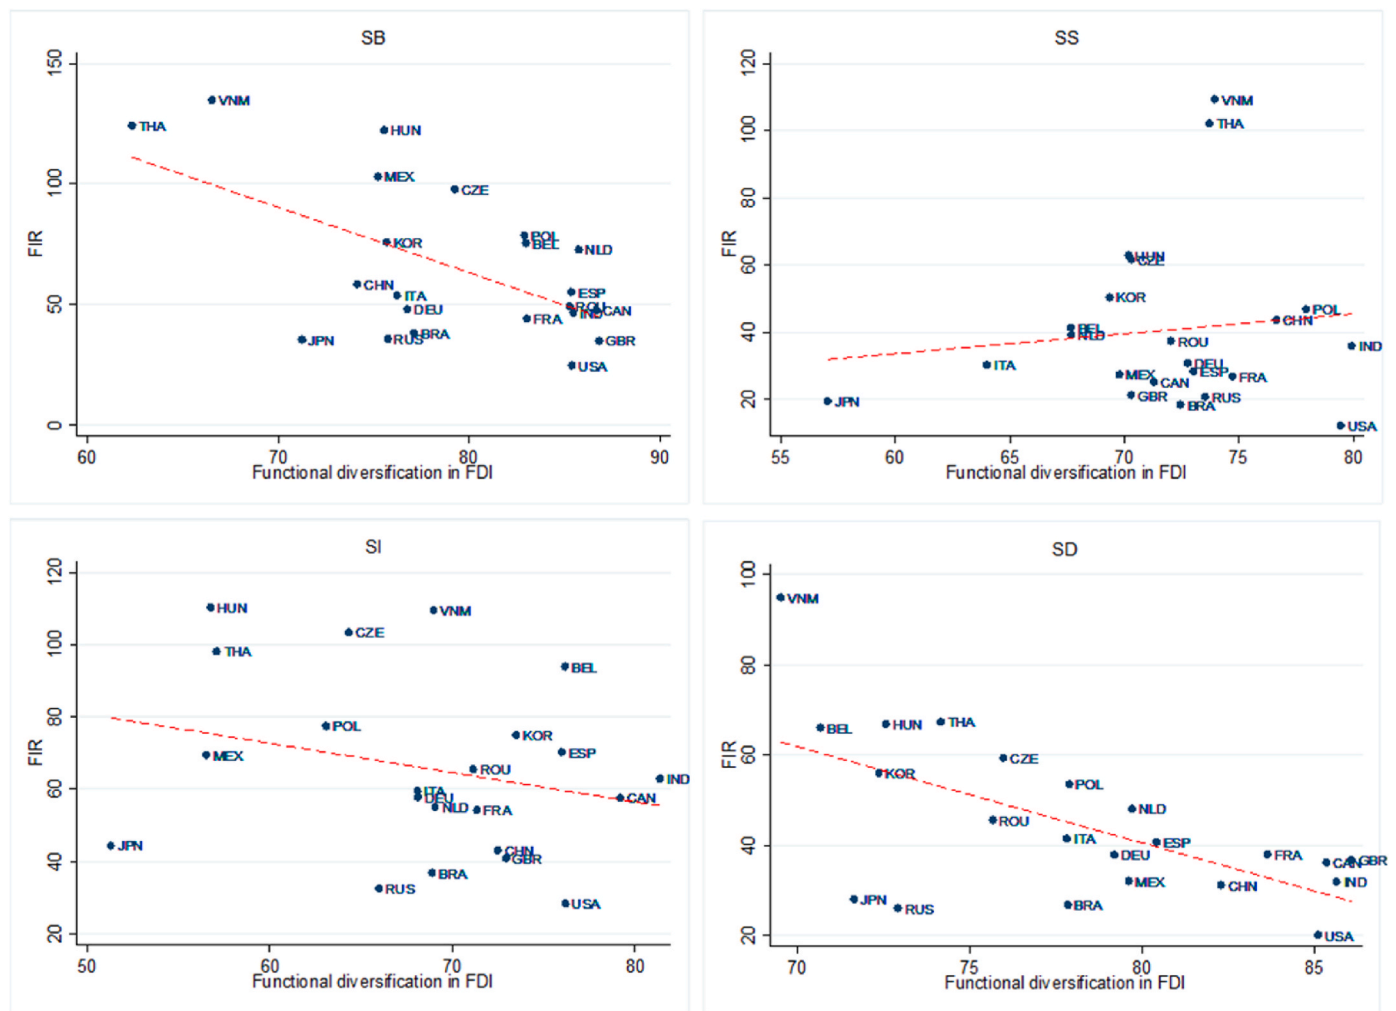 SB
150
100
50
0
FIR
VNM
THA
HUN
MEX
CZE
KOR
POL
BEL
NLD
CHN
ITA
ESP
DEU
ROU
IND
CAN
FRA
BRA
JPN
RUS
GBR
USA
60 70 80 90
Functional diversification in FDI
SS
120
100
80
60
40
20
FIR
VNM
THA
HUN
CZE
KOR
POL
CHN
BEL
NLD
ROU
IND
ITA
DEU
ESP
MEX
FRA
CAN
GBR
RUS
BRA
JPN
USA
55 60 65 70 75 80
Functional diversification in FDI
SI
120
100
80
60
40
20
FIR
HUN
VNM
CZE
THA
BEL
POL
KOR
MEX
ESP
ROU
IND
ITA
DEU
CAN
NLD
FRA
JPN
CHN
GBR
BRA
RUS
USA
50 60 70 80
Functional diversification in FDI
SD
100
80
60
40
20
FIR
VNM
BEL
HUN
THA
CZE
KOR
POL
NLD
ROU
ITA
ESP
DEU
FRA
CAN
GBR
MEX
CHN
IND
JPN
RUS
BRA
USA
70 75 80 85
Functional diversification in FDI